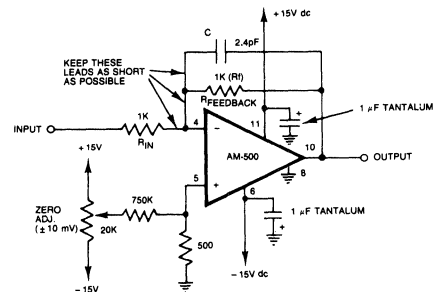 +15V dc
C
2.4pF
KEEP THESE
LEADS AS SHORT
AS POSSIBLE
1K (Rf)
RFEEDBACK
1 µF TANTALUM
+
11
INPUT
1K
RIN
4
−
AM-500
10
OUTPUT
8
+15V
5
+
6
750K
ZERO
ADJ.
(±10 mV)
20K
500
1 µF TANTALUM
+
−15V
−15V dc